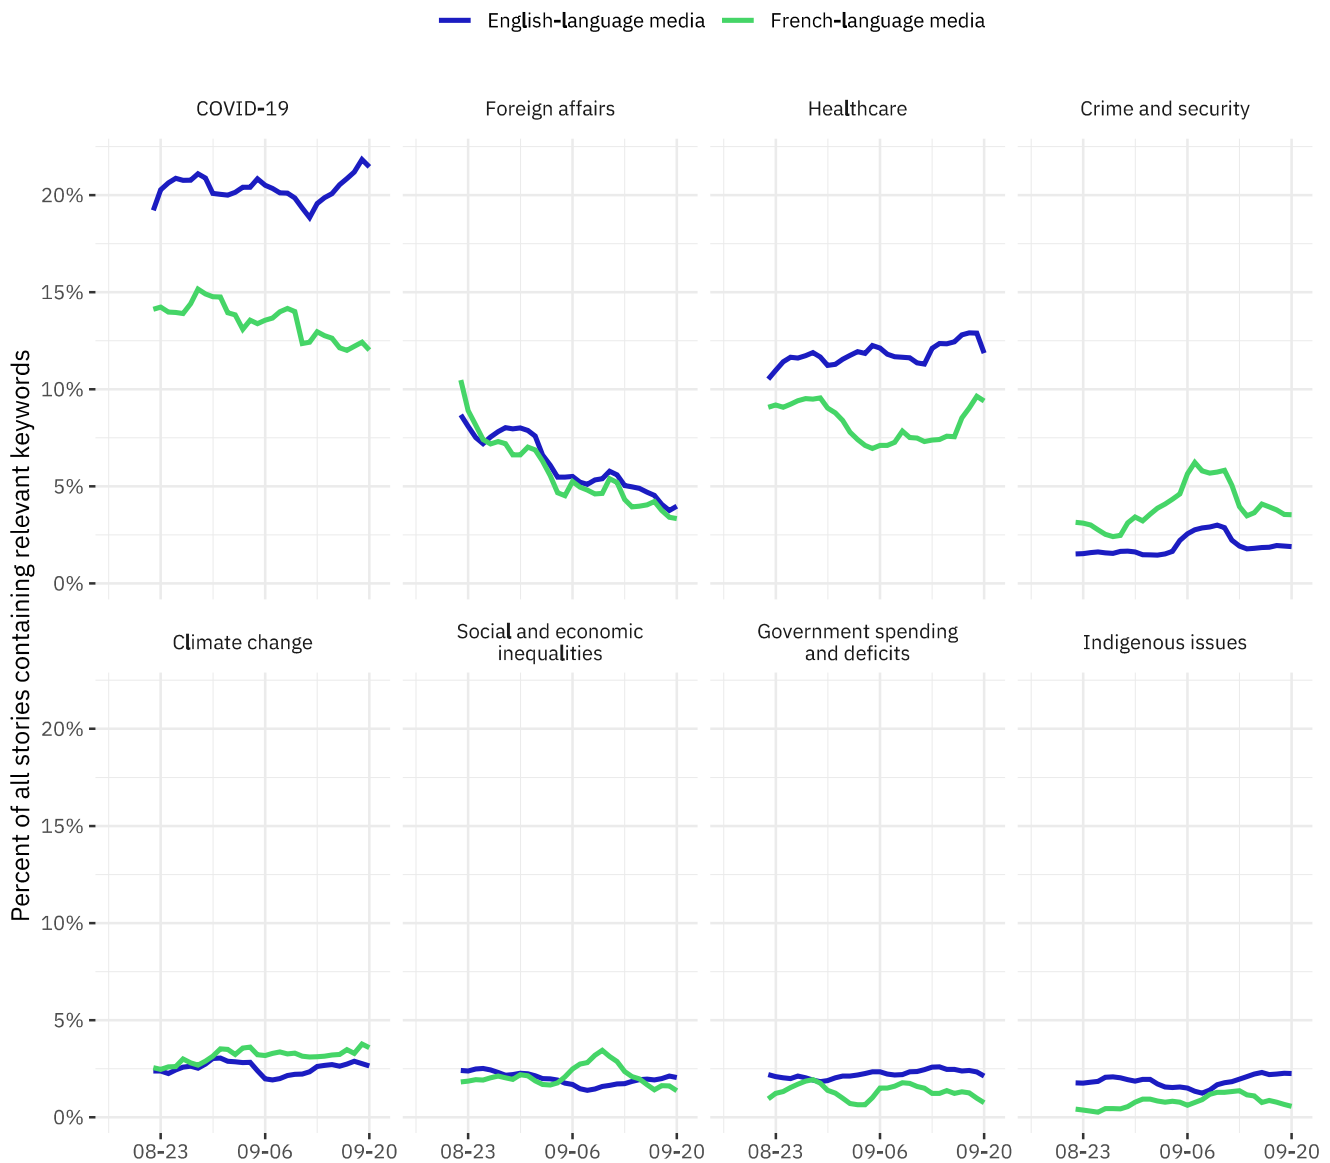 English-language media French-language media
COVID-19 Foreign affairs Healthcare Crime and security
20%
15%
10%
5%
0%
Percent of all stories containing relevant keywords
Climate change Social and economic inequalities Government spending and deficits Indigenous issues
20%
15%
10%
5%
0%
08-23 09-06 09-20 08-23 09-06 09-20 08-23 09-06 09-20 08-23 09-06 09-20